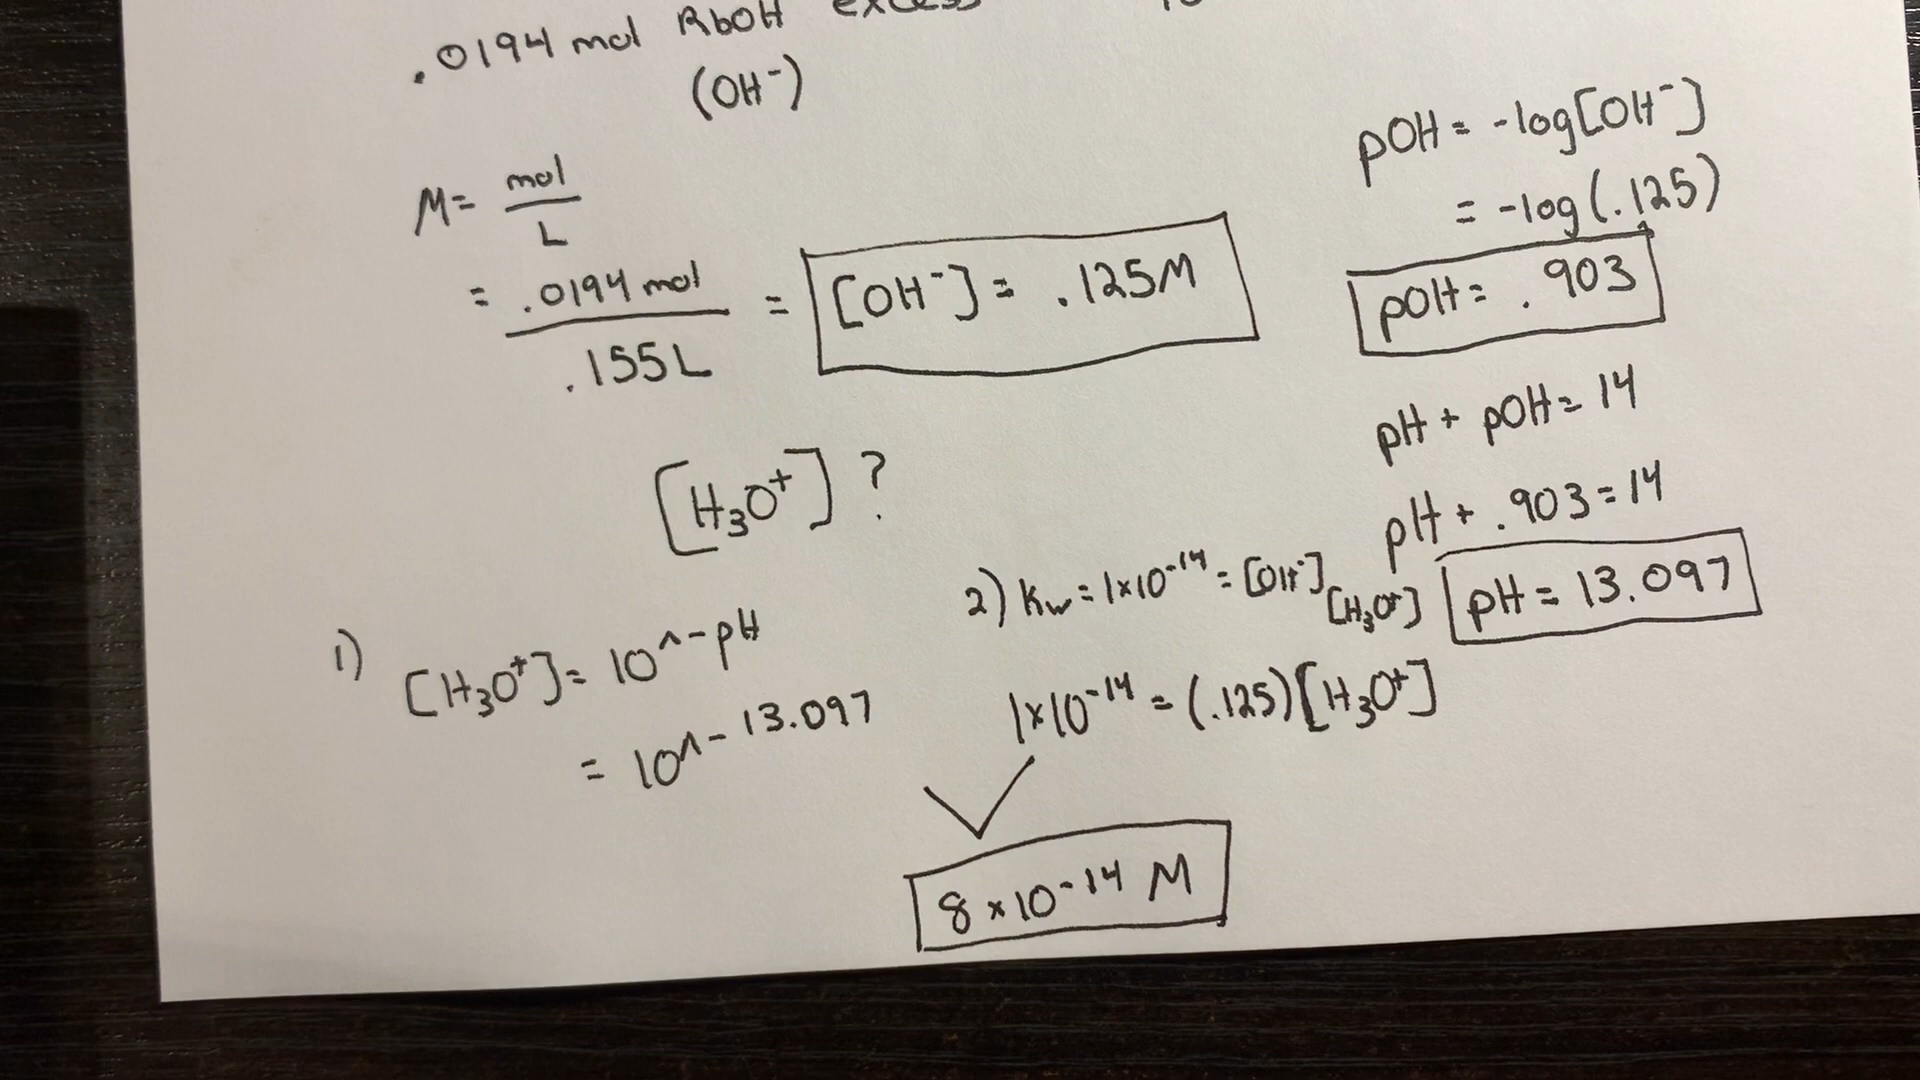 .0194 mol RbOH excess
(OH⁻)
M= mol
L
= .0194 mol
.155L
= [OH⁻] = .125M
pOH = -log[OH⁻]
= -log(.125)
pOH = .903
pH + pOH = 14
pH + .903 = 14
pH = 13.097
[H₃O⁺] ?
1) [H₃O⁺] = 10^-pH
= 10^-13.097
2) Kw = 1×10⁻¹⁴ = [OH⁻][H₃O⁺]
1×10⁻¹⁴ = (.125)[H₃O⁺]
8×10⁻¹⁴ M